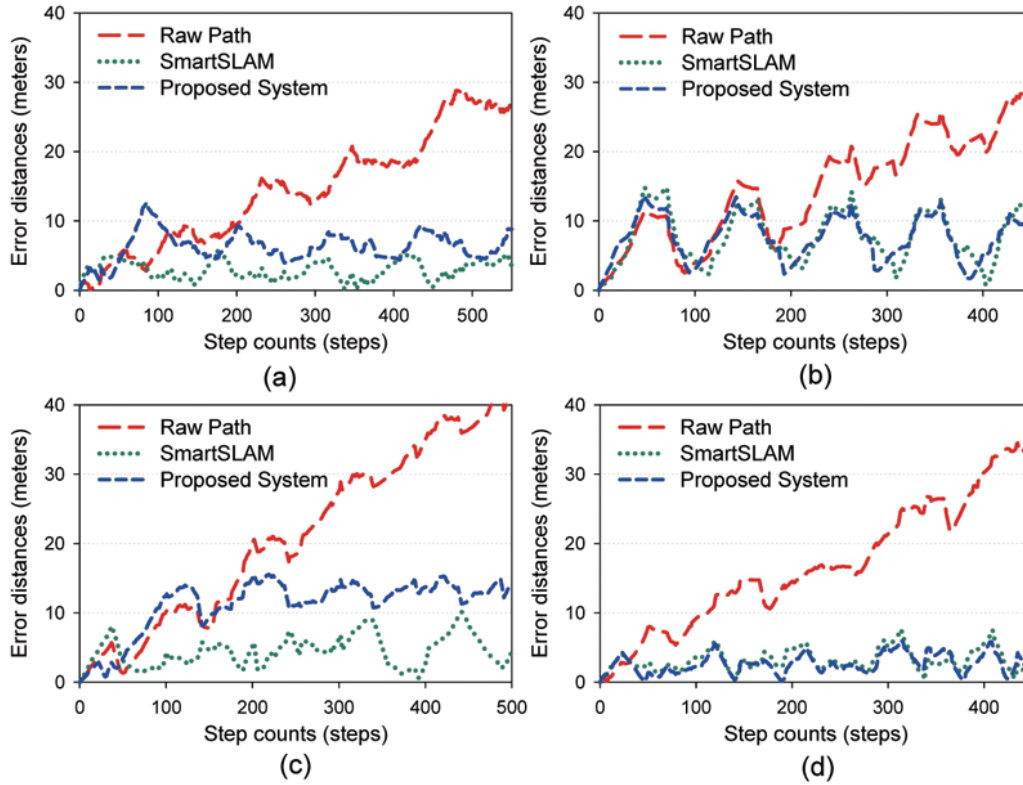 40
30
20
10
0
Error distances (meters)
Raw Path
SmartSLAM
Proposed System
0 100 200 300 400 500
Step counts (steps)
(a)
40
30
20
10
0
Error distances (meters)
Raw Path
SmartSLAM
Proposed System
0 100 200 300 400
Step counts (steps)
(b)
40
30
20
10
0
Error distances (meters)
Raw Path
SmartSLAM
Proposed System
0 100 200 300 400 500
Step counts (steps)
(c)
40
30
20
10
0
Error distances (meters)
Raw Path
SmartSLAM
Proposed System
0 100 200 300 400
Step counts (steps)
(d)